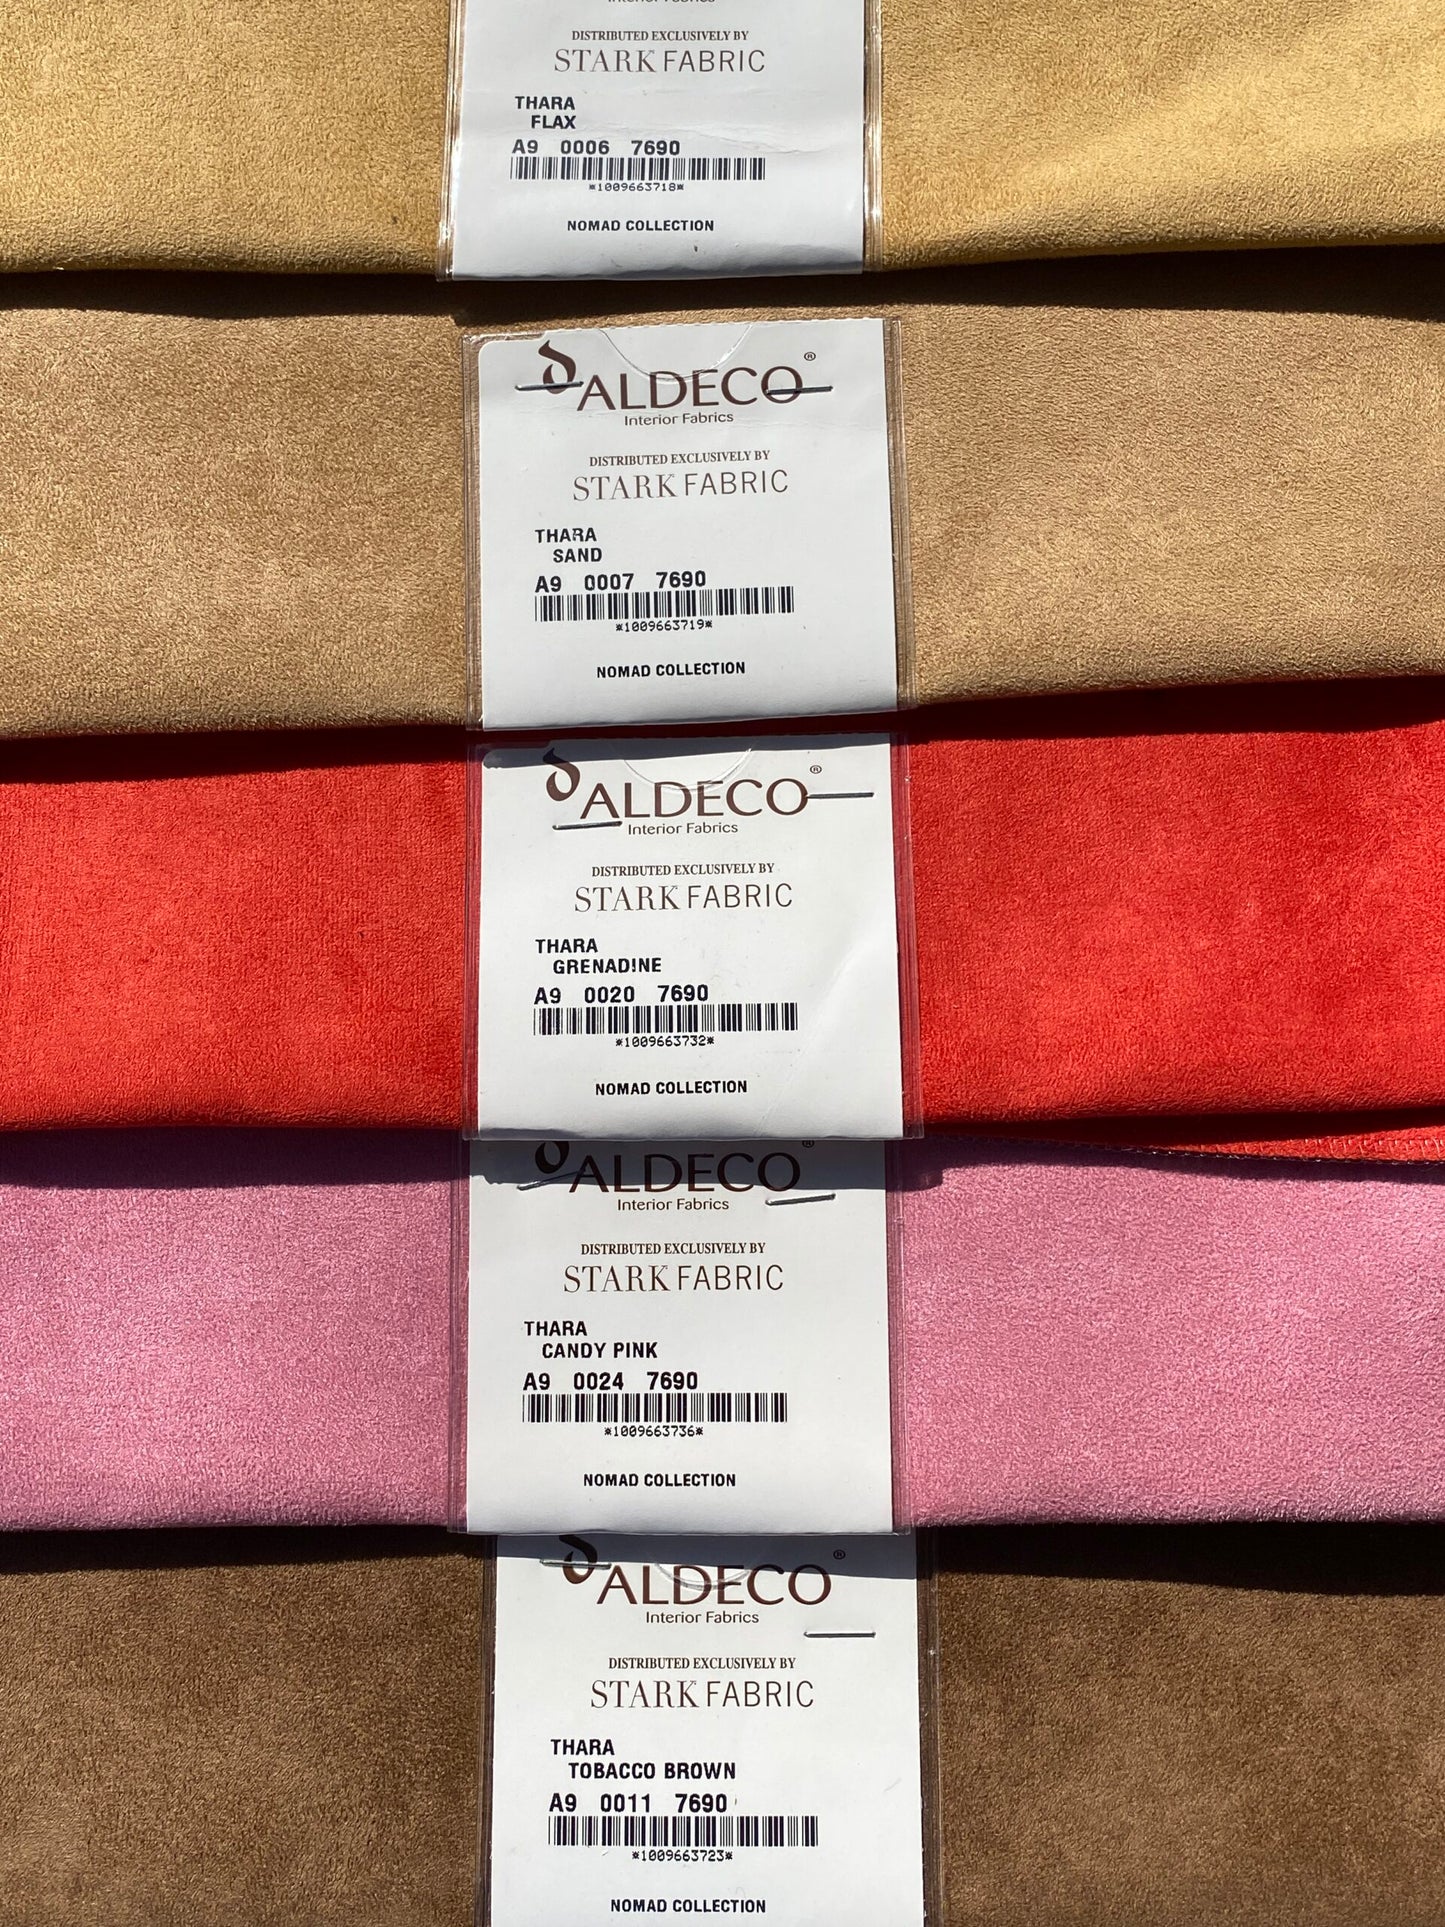 Interior Fabrics
DISTRIBUTED EXCLUSIVELY BY
STARK FABRIC
THARA
FLAX
A9 0006 7690
*1009663718*
NOMAD COLLECTION
ALDECO®
Interior Fabrics
DISTRIBUTED EXCLUSIVELY BY
STARK FABRIC
THARA
SAND
A9 0007 7690
*1009663719*
NOMAD COLLECTION
ALDECO®
Interior Fabrics
DISTRIBUTED EXCLUSIVELY BY
STARK FABRIC
THARA
GRENADINE
A9 0020 7690
*1009663732*
NOMAD COLLECTION
ALDECO®
Interior Fabrics
DISTRIBUTED EXCLUSIVELY BY
STARK FABRIC
THARA
CANDY PINK
A9 0024 7690
*1009663736*
NOMAD COLLECTION
ALDECO®
Interior Fabrics
DISTRIBUTED EXCLUSIVELY BY
STARK FABRIC
THARA
TOBACCO BROWN
A9 0011 7690
*1009663723*
NOMAD COLLECTION